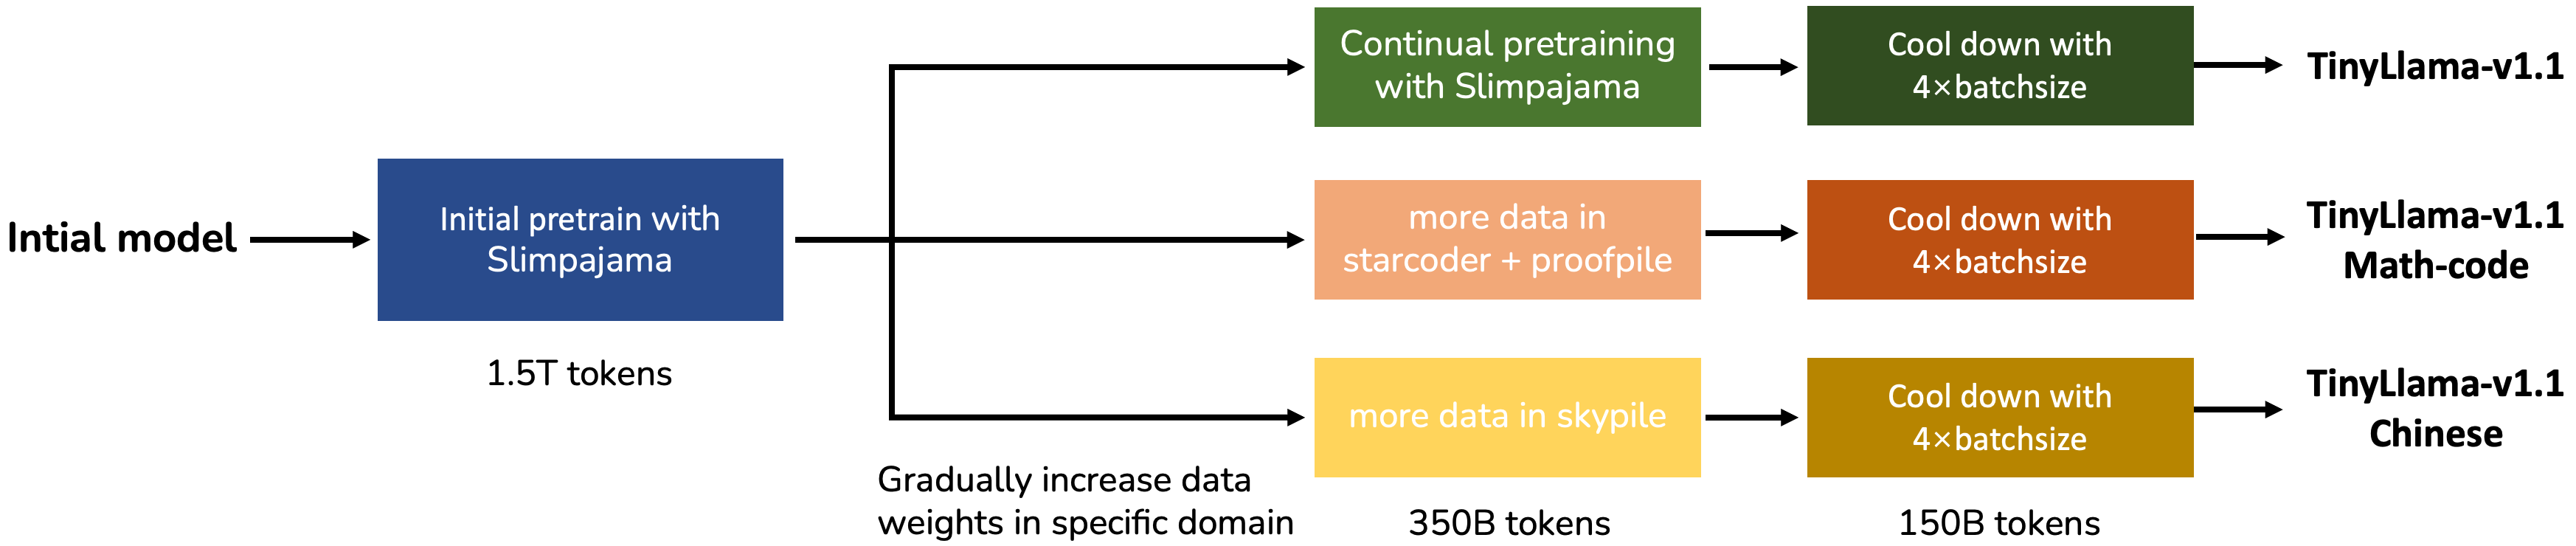 Intial model
Initial pretrain with
Slimpajama
1.5T tokens
Gradually increase data
weights in specific domain
Continual pretraining
with Slimpajama
Cool down with
4×batchsize
TinyLlama-v1.1
more data in
starcoder + proofpile
Cool down with
4×batchsize
TinyLlama-v1.1
Math-code
more data in skypile
Cool down with
4×batchsize
TinyLlama-v1.1
Chinese
350B tokens
150B tokens